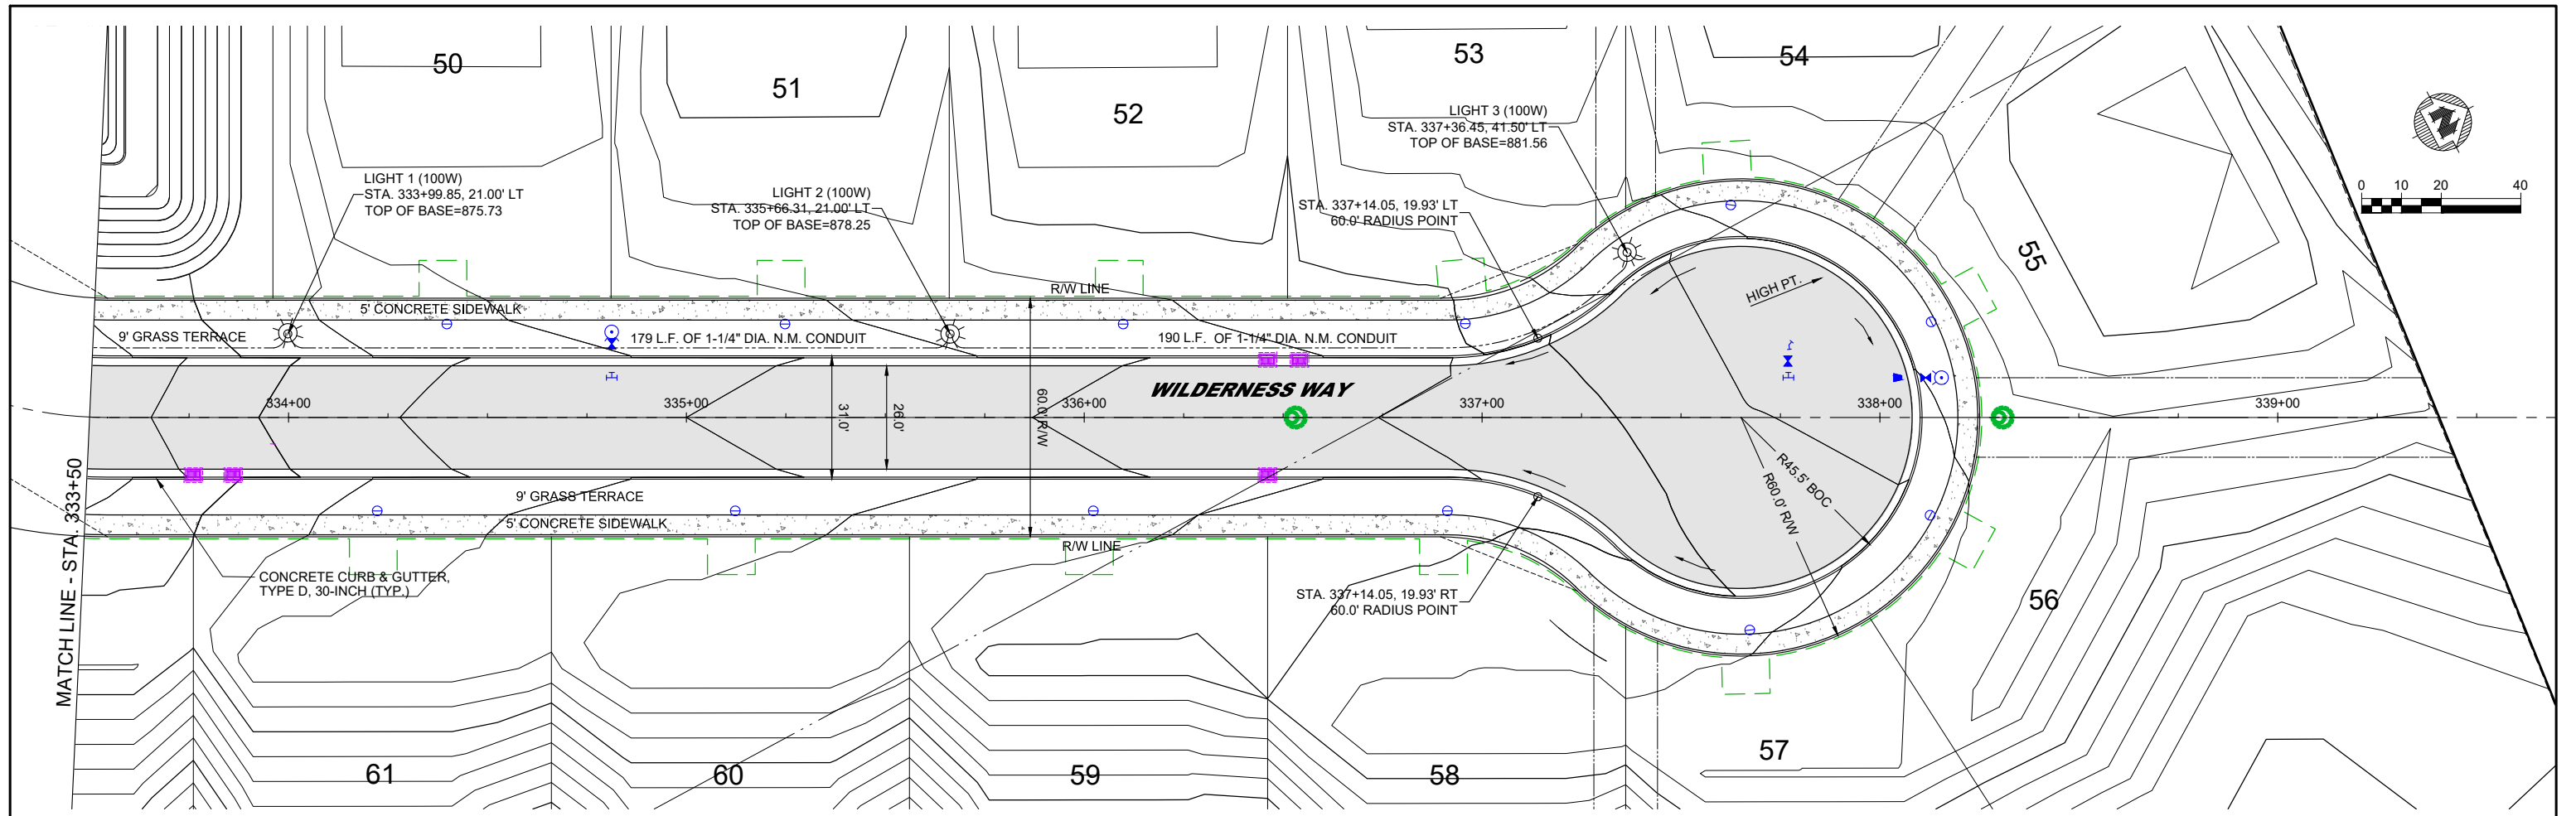 50
51
52
53
54
55
LIGHT 1 (100W)
STA. 333+99.85, 21.00' LT
TOP OF BASE=875.73
LIGHT 2 (100W)
STA. 335+66.31, 21.00' LT
TOP OF BASE=878.25
LIGHT 3 (100W)
STA. 337+36.45, 41.50' LT
TOP OF BASE=881.56
STA. 337+14.05, 19.93' LT
60.0' RADIUS POINT
N
0 10 20 40
R/W LINE
5' CONCRETE SIDEWALK
9' GRASS TERRACE
179 L.F. OF 1-1/4" DIA. N.M. CONDUIT
190 L.F. OF 1-1/4" DIA. N.M. CONDUIT
HIGH PT.
WILDERNESS WAY
334+00
335+00
336+00
337+00
338+00
339+00
31.0'
26.0'
60.0' R/W
R45.5' BOC
R60.0' R/W
MATCH LINE - STA. 333+50
9' GRASS TERRACE
5' CONCRETE SIDEWALK
R/W LINE
CONCRETE CURB & GUTTER,
TYPE D, 30-INCH (TYP.)
STA. 337+14.05, 19.93' RT
60.0' RADIUS POINT
56
57
58
59
60
61